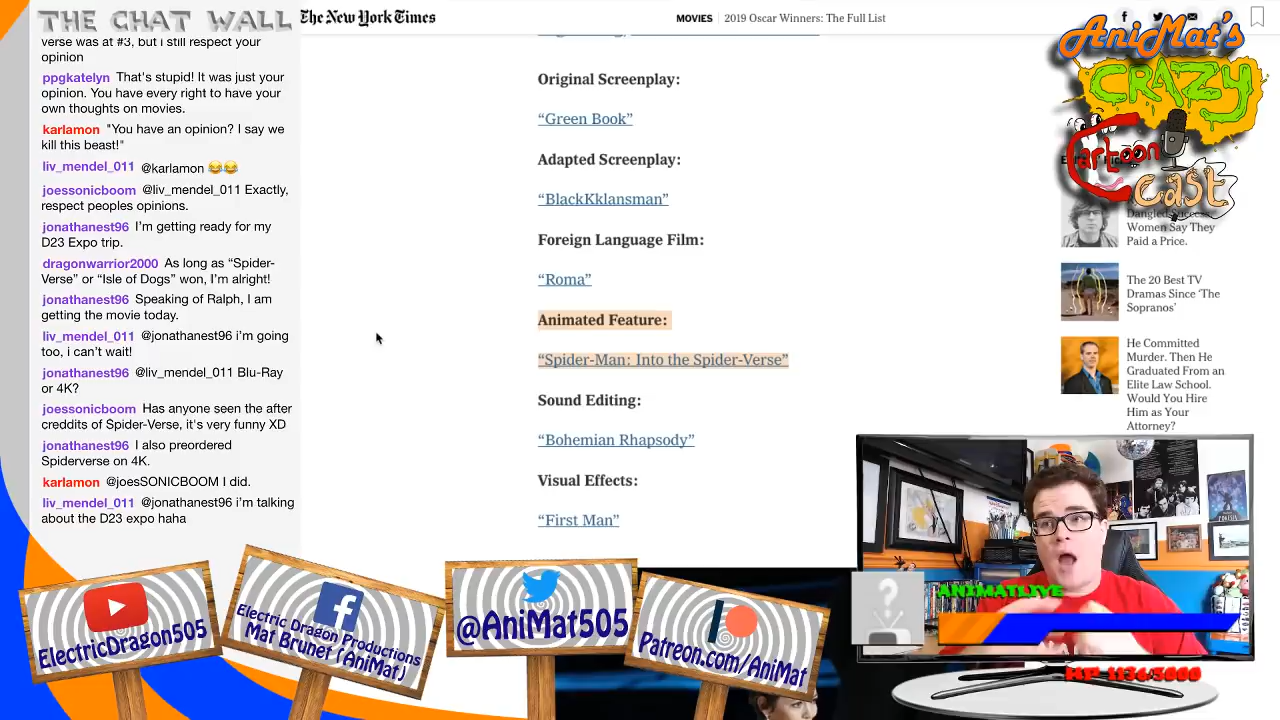 THE CHAT WALL
verse was at #3, but i still respect your
opinion
ppgkatelyn That's stupid! It was just your
opinion. You have every right to have your
own thoughts on movies.
karlamon "You have an opinion? I say we
kill this beast!"
liv_mendel_011 @karlamon 😂😂
joessonicboom @liv_mendel_011 Exactly,
respect peoples opinions.
jonathanest96 I'm getting ready for my
D23 Expo trip.
dragonwarrior2000 As long as “Spider-
Verse” or “Isle of Dogs” won, I'm alright!
jonathanest96 Speaking of Ralph, I am
getting the movie today.
liv_mendel_011 @jonathanest96 i'm going
too, i can't wait!
jonathanest96 @liv_mendel_011 Blu-Ray
or 4K?
joessonicboom Has anyone seen the after
creddits of Spider-Verse, it's very funny XD
jonathanest96 I also preordered
Spiderverse on 4K.
karlamon @joesSONICBOOM I did.
liv_mendel_011 @jonathanest96 i'm talking
about the D23 expo haha
The New York Times
MOVIES | 2019 Oscar Winners: The Full List
Original Screenplay:
“Green Book”
Adapted Screenplay:
“BlacKklansman”
Foreign Language Film:
“Roma”
Animated Feature:
“Spider-Man: Into the Spider-Verse”
Sound Editing:
“Bohemian Rhapsody”
Visual Effects:
“First Man”
AniMat's
CRAZY
Cartoon
Cast
Women Say They
Paid a Price.
The 20 Best TV
Dramas Since ‘The
Sopranos’
He Committed
Murder. Then He
Graduated From an
Elite Law School.
Would You Hire
Him as Your
Attorney?
ANIMATLIVE
ElectricDragon505
Electric Dragon Productions
Mat Brunet (AniMat)
@AniMat505
Patreon.com/AniMat